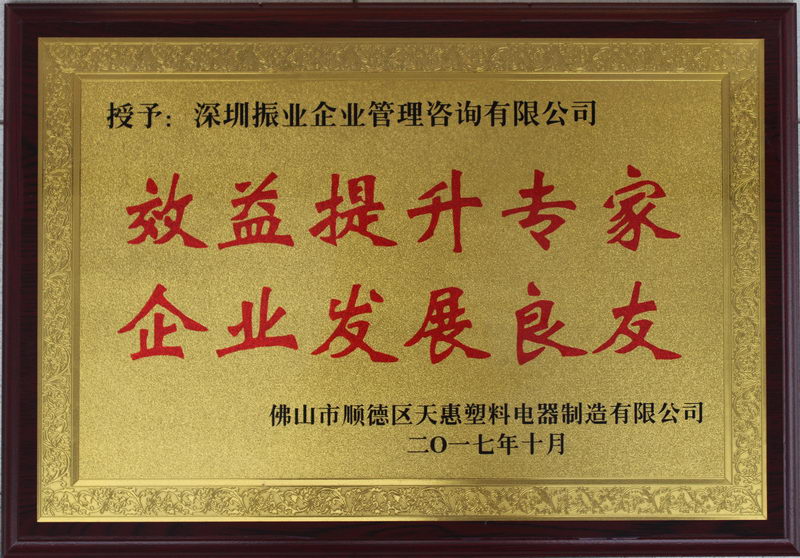 授予：深圳振业企业管理咨询有限公司
效益提升专家
企业发展良友
佛山市顺德区天惠塑料电器制造有限公司
二O一七年十月